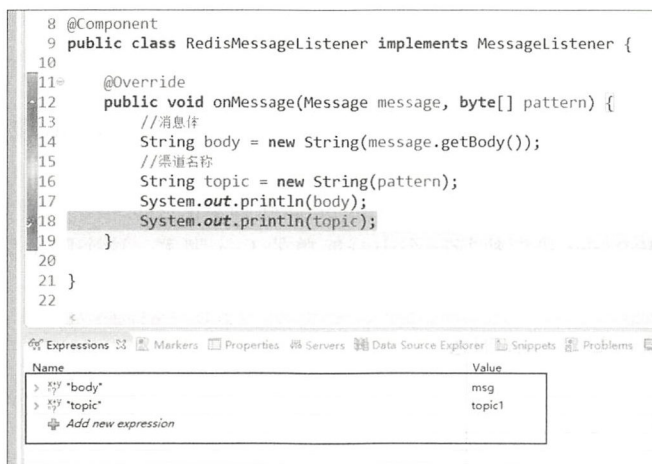 8 @Component
9 public class RedisMessageListener implements MessageListener {
10
11 @Override
12 public void onMessage(Message message, byte[] pattern) {
13 //消息体
14 String body = new String(message.getBody());
15 //渠道名称
16 String topic = new String(pattern);
17 System.out.println(body);
18 System.out.println(topic);
19 }
20
21 }
22
Expressions Markers Properties Servers Data Source Explorer Snippets Problems
Name Value
"body" msg
"topic" topic1
Add new expression